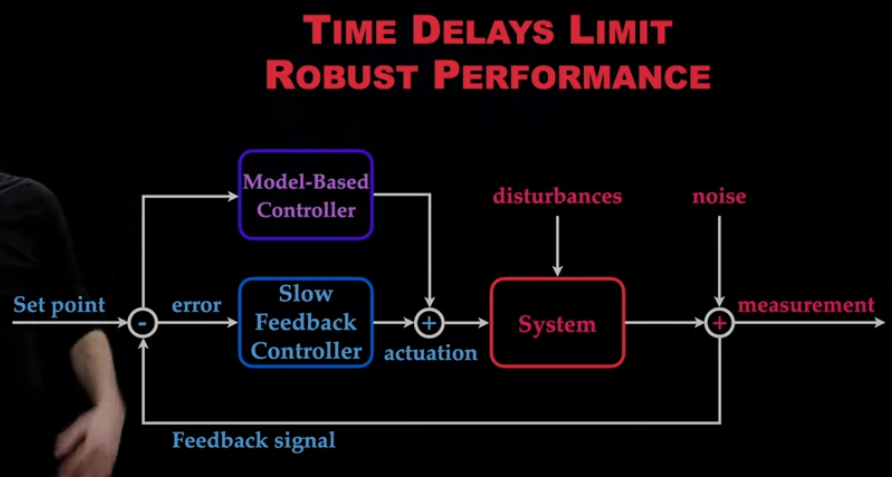 TIME DELAYS LIMIT
ROBUST PERFORMANCE
Model-Based
Controller
disturbances
noise
Set point
-
error
Slow
Feedback
Controller
+
actuation
System
+
measurement
Feedback signal